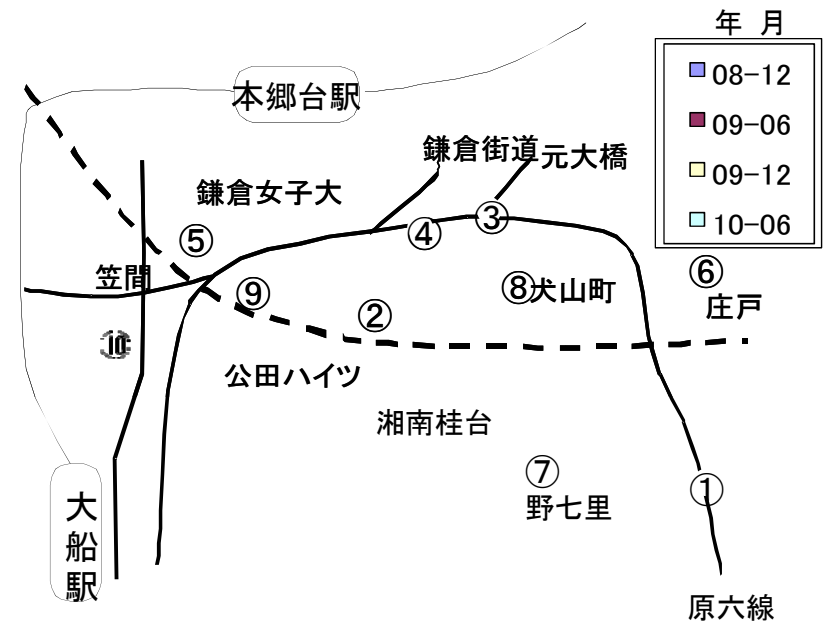 年 月
08-12
09-06
09-12
10-06
本郷台駅
鎌倉街道
元大橋
鎌倉女子大
③
④
⑤
⑥
庄戸
笠間
⑧犬山町
⑨
②
⑩
公田ハイツ
湘南桂台
⑦
野七里
①
大船駅
原六線